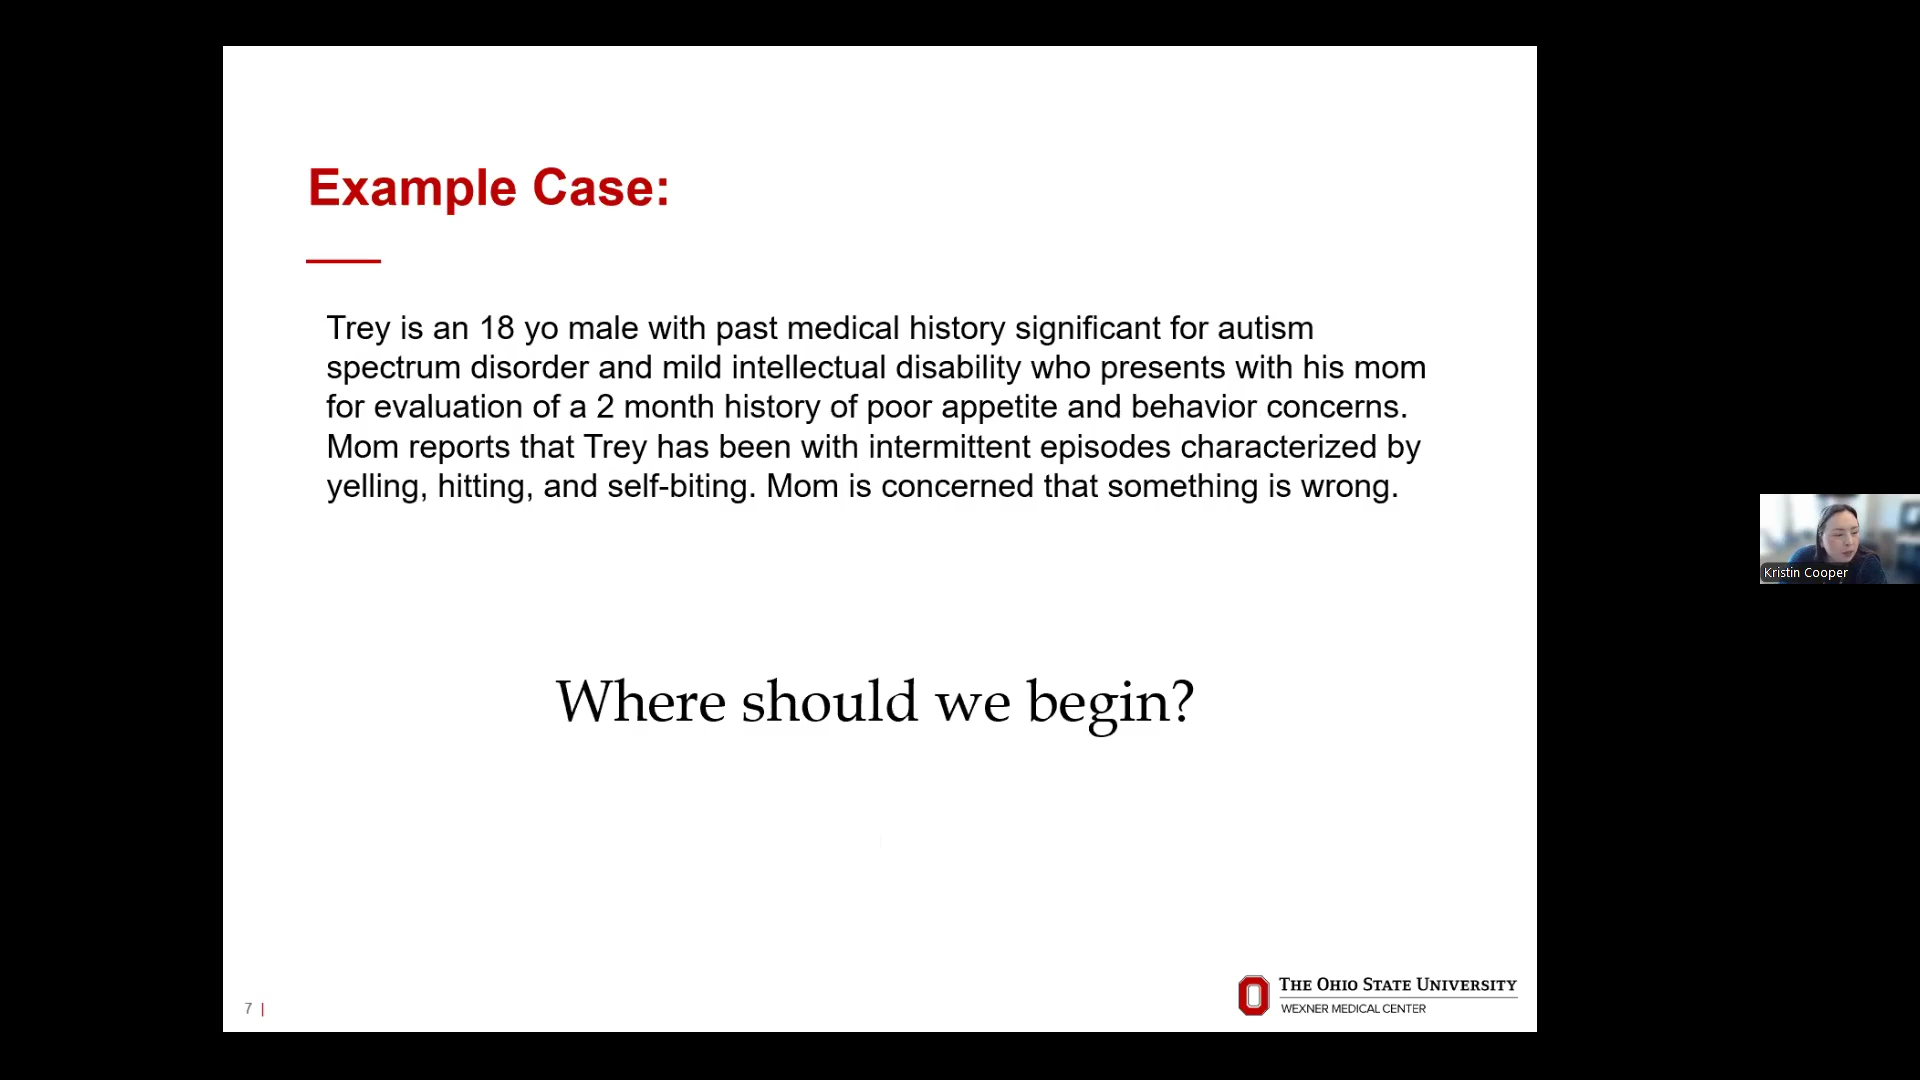 Example Case:
Trey is an 18 yo male with past medical history significant for autism
spectrum disorder and mild intellectual disability who presents with his mom
for evaluation of a 2 month history of poor appetite and behavior concerns.
Mom reports that Trey has been with intermittent episodes characterized by
yelling, hitting, and self-biting. Mom is concerned that something is wrong.
Kristin Cooper
Where should we begin?
7 |
THE OHIO STATE UNIVERSITY
WEXNER MEDICAL CENTER